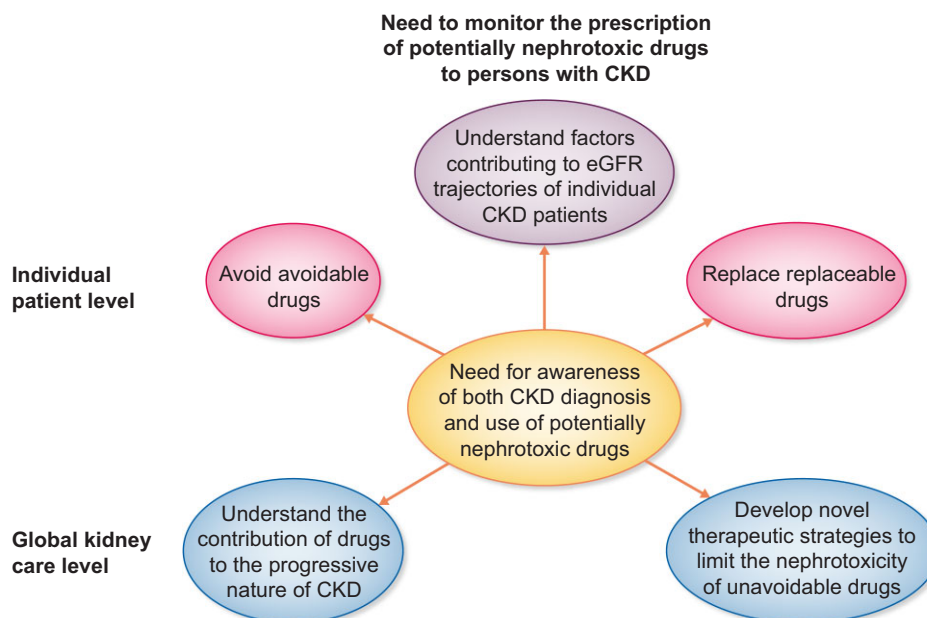 Need to monitor the prescription
of potentially nephrotoxic drugs
to persons with CKD
Understand factors
contributing to eGFR
trajectories of individual
CKD patients
Individual
patient level
Avoid avoidable
drugs
Replace replaceable
drugs
Need for awareness
of both CKD diagnosis
and use of potentially
nephrotoxic drugs
Global kidney
care level
Understand the
contribution of drugs
to the progressive
nature of CKD
Develop novel
therapeutic strategies to
limit the nephrotoxicity
of unavoidable drugs